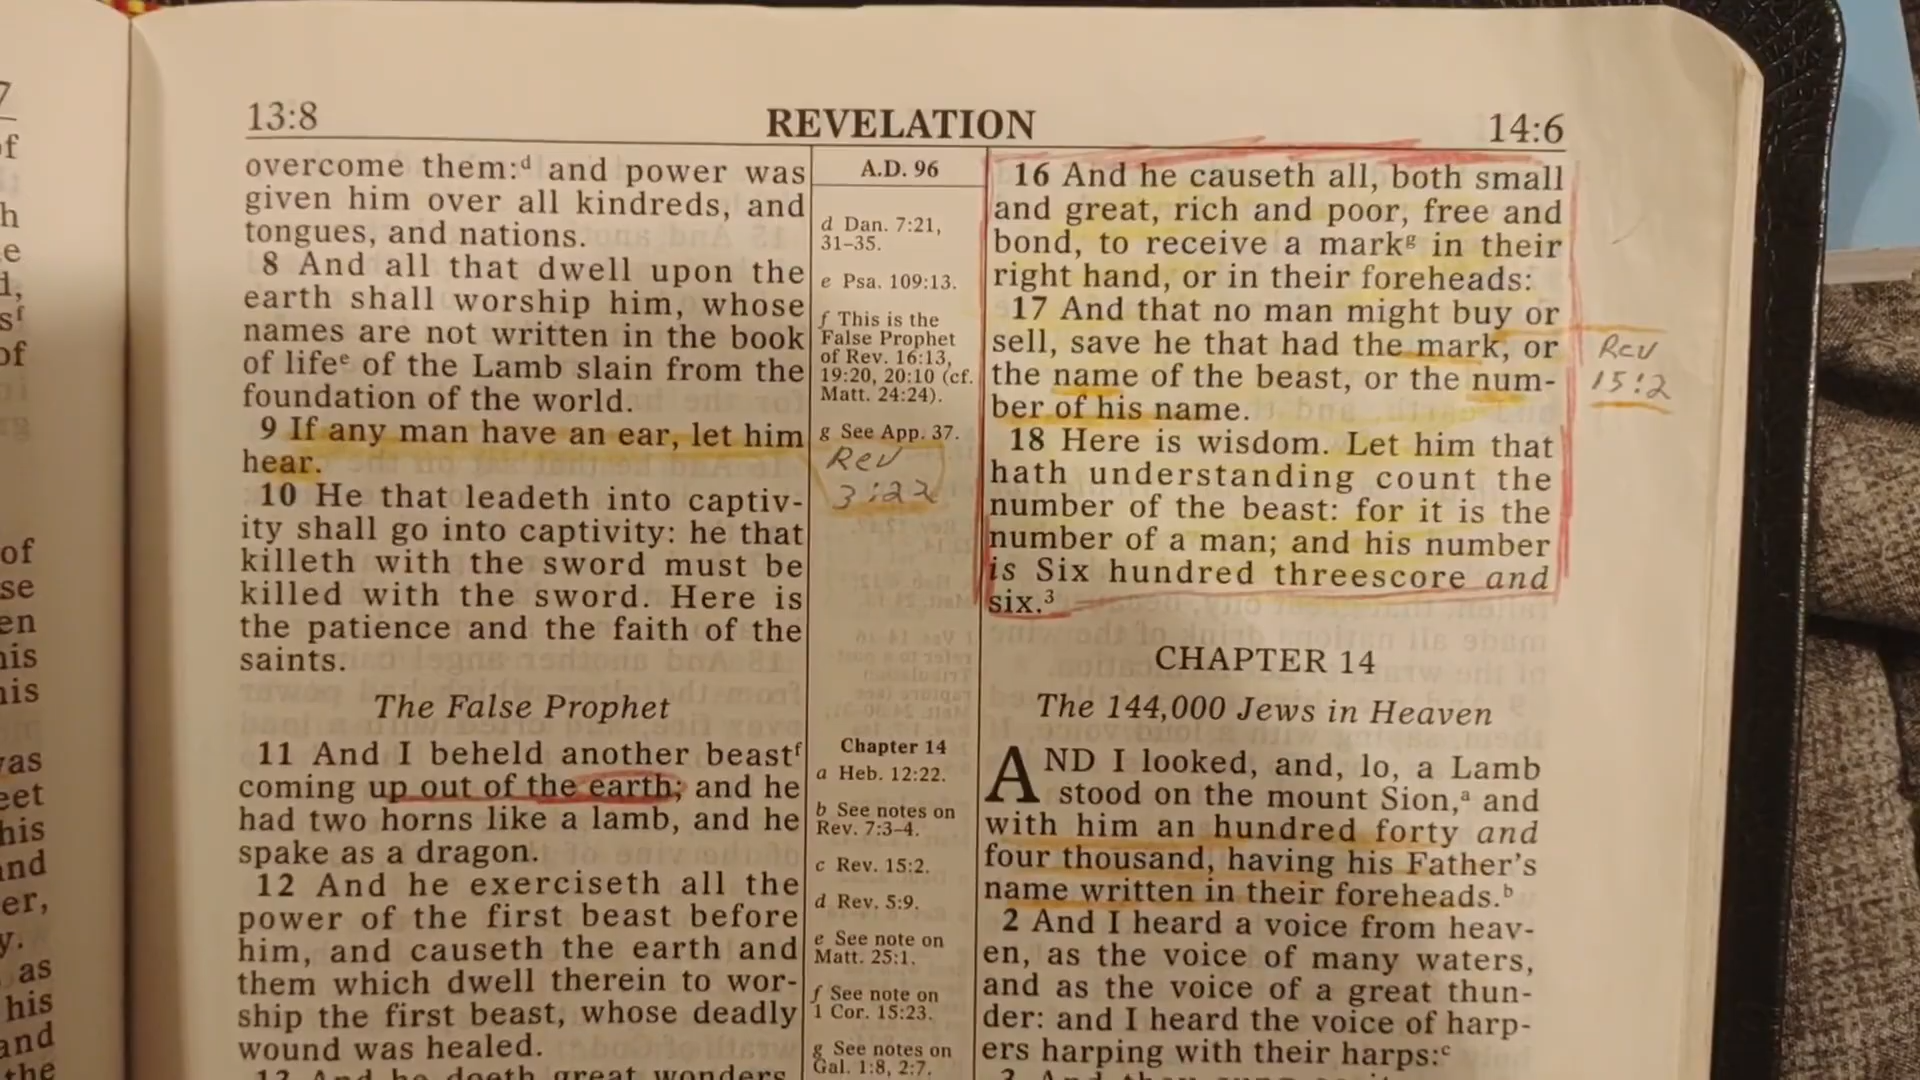 13:8 REVELATION 14:6
overcome them:d and power was
given him over all kindreds, and
tongues, and nations.
8 And all that dwell upon the
earth shall worship him, whose
names are not written in the book
of lifee of the Lamb slain from the
foundation of the world.
9 If any man have an ear, let him
hear.
10 He that leadeth into captiv-
ity shall go into captivity: he that
killeth with the sword must be
killed with the sword. Here is
the patience and the faith of the
saints.
The False Prophet
11 And I beheld another beastf
coming up out of the earth; and he
had two horns like a lamb, and he
spake as a dragon.
12 And he exerciseth all the
power of the first beast before
him, and causeth the earth and
them which dwell therein to wor-
ship the first beast, whose deadly
wound was healed.
13 And he doeth great wonders,
A.D. 96
d Dan. 7:21,
31–35.
e Psa. 109:13.
f This is the
False Prophet
of Rev. 16:13,
19:20, 20:10 (cf.
Matt. 24:24).
g See App. 37.
Rev
3:22
Chapter 14
a Heb. 12:22.
b See notes on
Rev. 7:3–4.
c Rev. 15:2.
d Rev. 5:9.
e See note on
Matt. 25:1.
f See note on
1 Cor. 15:23.
g See notes on
Gal. 1:8, 2:7.
16 And he causeth all, both small
and great, rich and poor, free and
bond, to receive a markg in their
right hand, or in their foreheads:
17 And that no man might buy or
sell, save he that had the mark, or
the name of the beast, or the num-
ber of his name.
18 Here is wisdom. Let him that
hath understanding count the
number of the beast: for it is the
number of a man; and his number
is Six hundred threescore and
six.3
Rev
15:2
CHAPTER 14
The 144,000 Jews in Heaven
AND I looked, and, lo, a Lamb
stood on the mount Sion,a and
with him an hundred forty and
four thousand, having his Father's
name written in their foreheads.b
2 And I heard a voice from heav-
en, as the voice of many waters,
and as the voice of a great thun-
der: and I heard the voice of harp-
ers harping with their harps:c